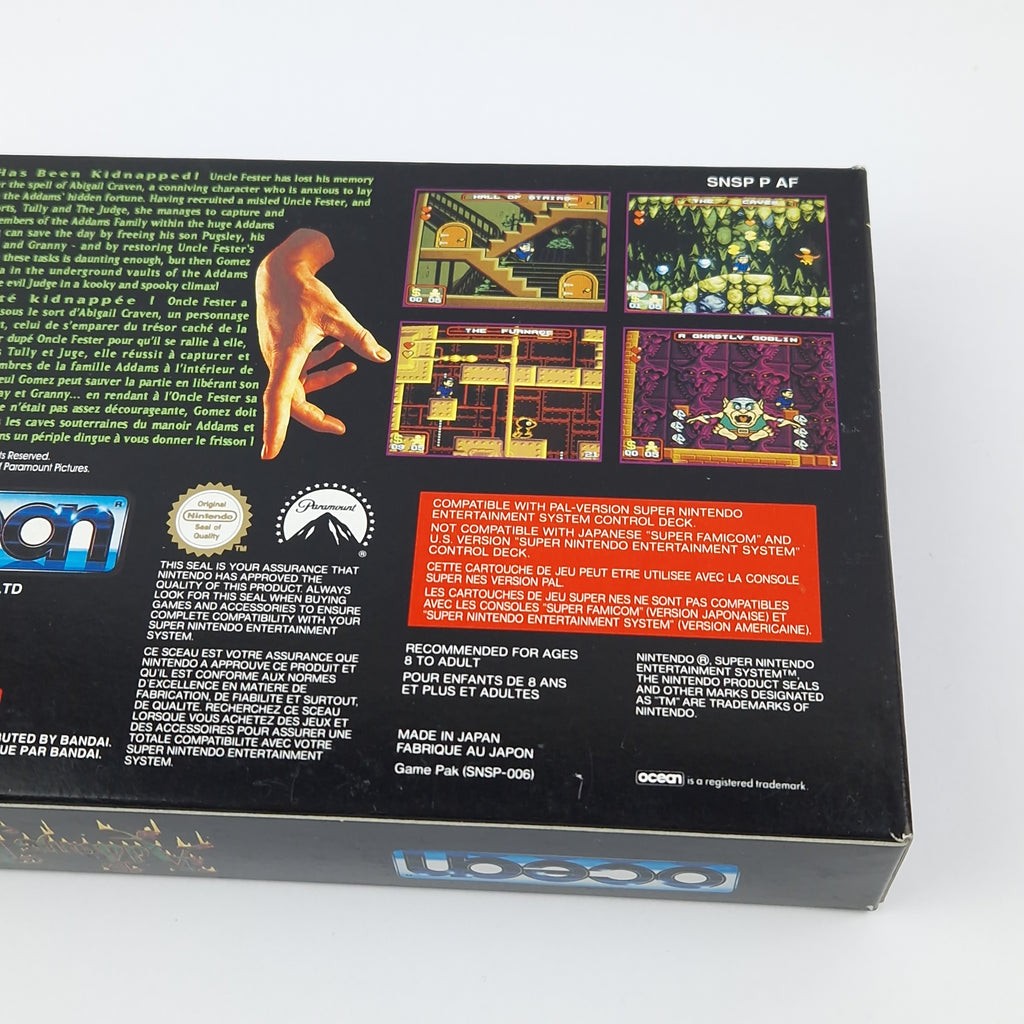 Has Been Kidnapped! Uncle Fester has lost his memory
r the spell of Abigail Craven, a conniving character who is anxious to lay
the Addams' hidden fortune. Having recruited a misled Uncle Fester, and
rts, Tully and The Judge, she manages to capture and
embers of the Addams Family within the huge Addams
can save the day by freeing his son Pugsley, his
and Granny - and by restoring Uncle Fester's
these tasks is daunting enough, but then Gomez
a in the underground vaults of the Addams
e evil Judge in a kooky and spooky climax!
té kidnappée ! Oncle Fester a
sous le sort d'Abigail Craven, un personnage
t, celui de s'emparer du trésor caché de la
r dupé Oncle Fester pour qu'il se rallie à elle,
s Tully et Juge, elle réussit à capturer et
mbres de la famille Addams à l'intérieur de
eul Gomez peut sauver la partie en libérant son
ay et Granny... en rendant à l'Oncle Fester sa
e n'était pas assez décourageante, Gomez doit
s les caves souterraines du manoir Addams et
ns un périple dingue à vous donner le frisson !
ts Reserved.
f Paramount Pictures.
SNSP P AF
HALL OF STAIRS
THE CAVES
THE FURNACE
A GHASTLY GOBLIN
ean
LTD
Original
Nintendo
Seal of
Quality
TM
Paramount
THIS SEAL IS YOUR ASSURANCE THAT
NINTENDO HAS APPROVED THE
QUALITY OF THIS PRODUCT. ALWAYS
LOOK FOR THIS SEAL WHEN BUYING
GAMES AND ACCESSORIES TO ENSURE
COMPLETE COMPATIBILITY WITH YOUR
SUPER NINTENDO ENTERTAINMENT
SYSTEM.
CE SCEAU EST VOTRE ASSURANCE QUE
NINTENDO A APPROUVE CE PRODUIT ET
QU'IL EST CONFORME AUX NORMES
D'EXCELLENCE EN MATIERE DE
FABRICATION, DE FIABILITE ET SURTOUT,
DE QUALITE. RECHERCHEZ CE SCEAU
LORSQUE VOUS ACHETEZ DES JEUX ET
DES ACCESSOIRES POUR ASSURER UNE
TOTALE COMPATIBILITE AVEC VOTRE
SUPER NINTENDO ENTERTAINMENT
SYSTEM.
BUTED BY BANDAI.
UE PAR BANDAI.
COMPATIBLE WITH PAL-VERSION SUPER NINTENDO
ENTERTAINMENT SYSTEM CONTROL DECK.
NOT COMPATIBLE WITH JAPANESE "SUPER FAMICOM" AND
U.S. VERSION "SUPER NINTENDO ENTERTAINMENT SYSTEM"
CONTROL DECK.
CETTE CARTOUCHE DE JEU PEUT ETRE UTILISEE AVEC LA CONSOLE
SUPER NES VERSION PAL.
LES CARTOUCHES DE JEU SUPER NES NE SONT PAS COMPATIBLES
AVEC LES CONSOLES "SUPER FAMICOM" (VERSION JAPONAISE) ET
"SUPER NINTENDO ENTERTAINMENT SYSTEM" (VERSION AMERICAINE).
RECOMMENDED FOR AGES
8 TO ADULT
POUR ENFANTS DE 8 ANS
ET PLUS ET ADULTES
MADE IN JAPAN
FABRIQUE AU JAPON
Game Pak (SNSP-006)
NINTENDO ®, SUPER NINTENDO
ENTERTAINMENT SYSTEM™,
THE NINTENDO PRODUCT SEALS
AND OTHER MARKS DESIGNATED
AS "TM" ARE TRADEMARKS OF
NINTENDO.
ocean is a registered trademark.
ocean